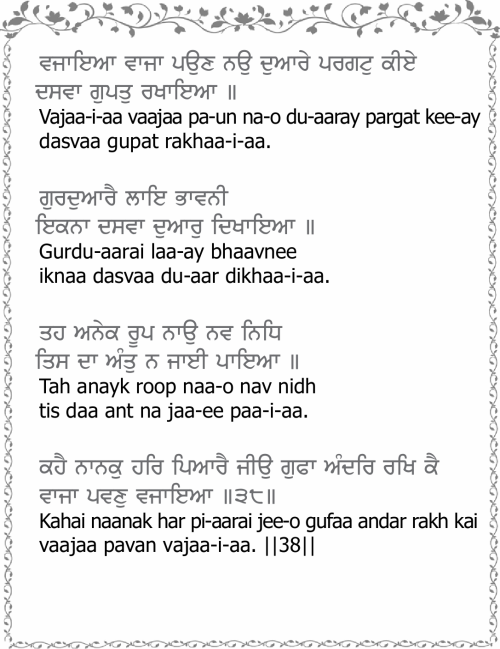 ਵਜਾਇਆ ਵਾਜਾ ਪਉਣ ਨਉ ਦੁਆਰੇ ਪਰਗਟੁ ਕੀਏ
ਦਸਵਾ ਗੁਪਤੁ ਰਖਾਇਆ ॥
Vajaa-i-aa vaajaa pa-un na-o du-aaray pargat kee-ay
dasvaa gupat rakhaa-i-aa.
ਗੁਰਦੁਆਰੈ ਲਾਇ ਭਾਵਨੀ
ਇਕਨਾ ਦਸਵਾ ਦੁਆਰੁ ਦਿਖਾਇਆ ॥
Gurdu-aarai laa-ay bhaavnee
iknaa dasvaa du-aar dikhaa-i-aa.
ਤਹ ਅਨੇਕ ਰੂਪ ਨਾਉ ਨਵ ਨਿਧਿ
ਤਿਸ ਦਾ ਅੰਤੁ ਨ ਜਾਈ ਪਾਇਆ ॥
Tah anayk roop naa-o nav nidh
tis daa ant na jaa-ee paa-i-aa.
ਕਹੈ ਨਾਨਕੁ ਹਰਿ ਪਿਆਰੈ ਜੀਉ ਗੁਫਾ ਅੰਦਰਿ ਰਖਿ ਕੈ
ਵਾਜਾ ਪਵਣੁ ਵਜਾਇਆ ॥੩੮॥
Kahai naanak har pi-aarai jee-o gufaa andar rakh kai
vaajaa pavan vajaa-i-aa. ||38||